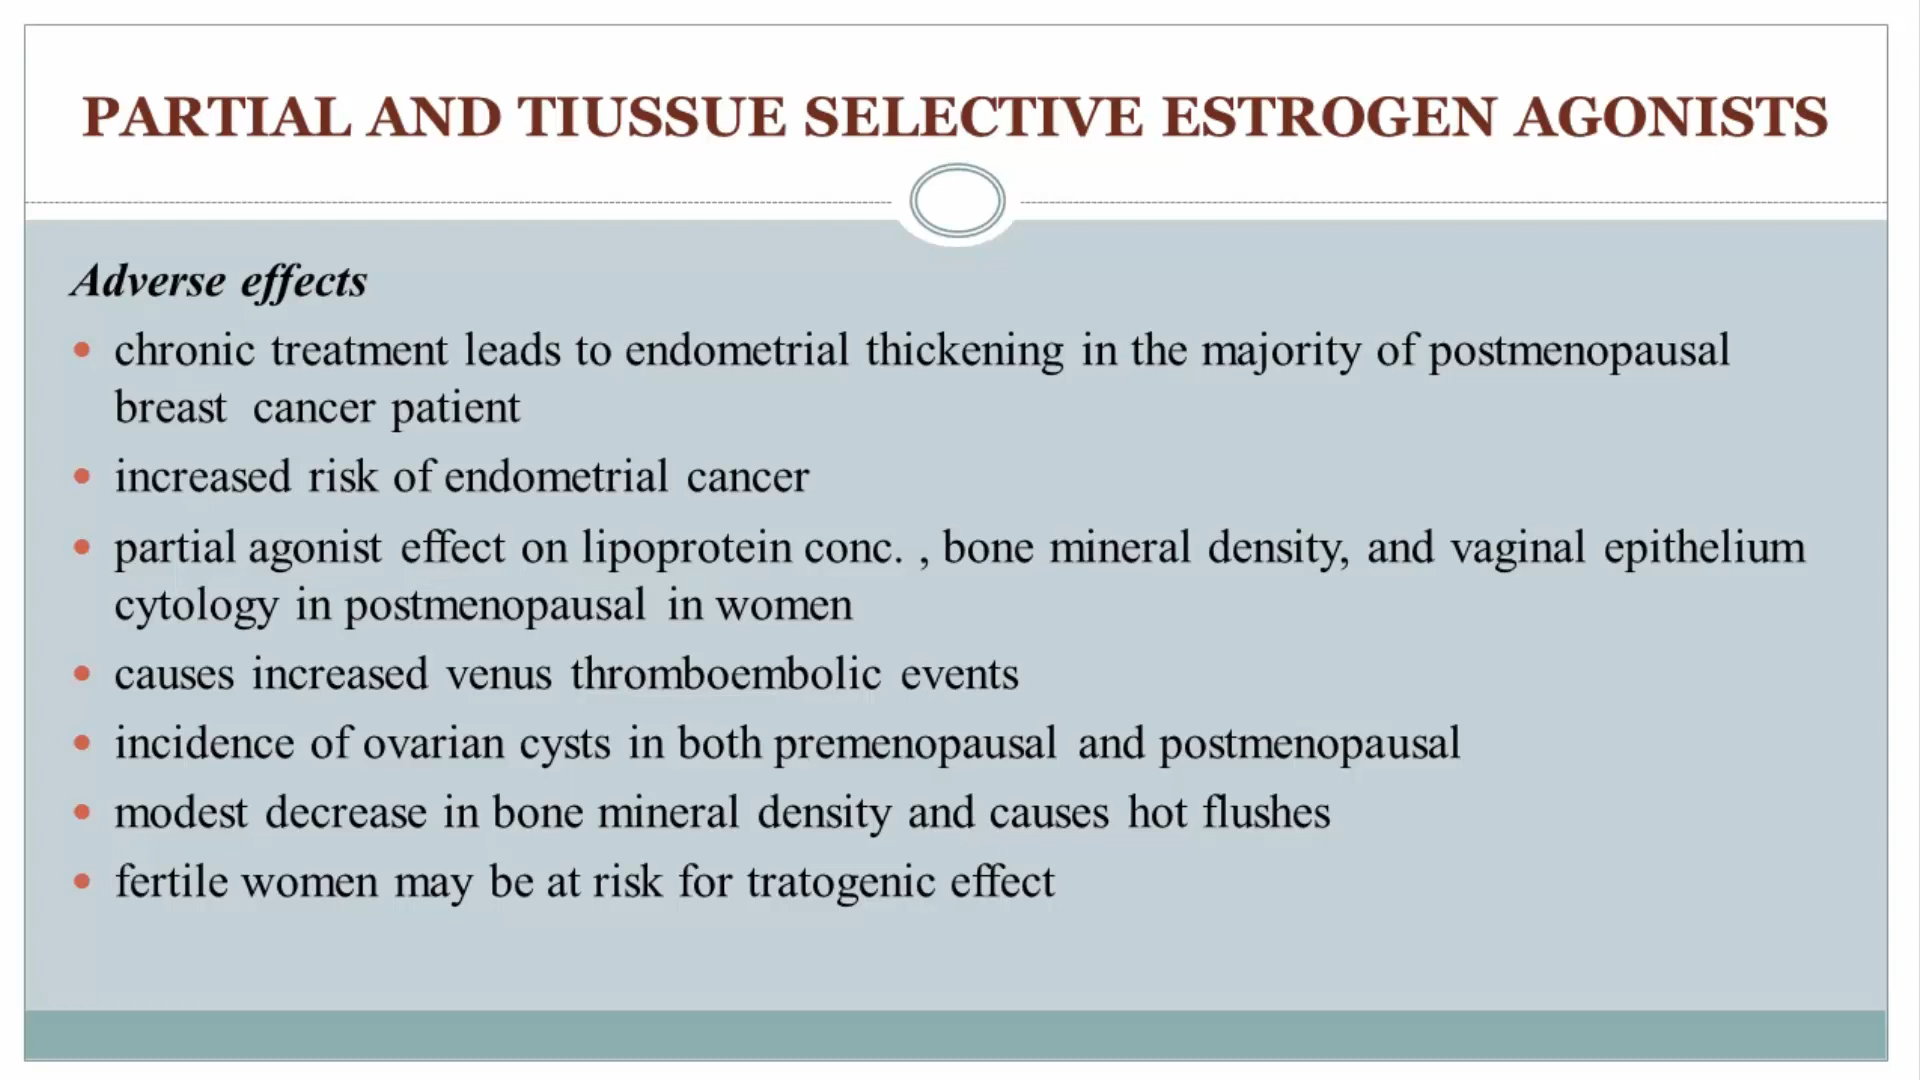 PARTIAL AND TIUSSUE SELECTIVE ESTROGEN AGONISTS
Adverse effects
• chronic treatment leads to endometrial thickening in the majority of postmenopausal
breast cancer patient
• increased risk of endometrial cancer
• partial agonist effect on lipoprotein conc. , bone mineral density, and vaginal epithelium
cytology in postmenopausal in women
• causes increased venus thromboembolic events
• incidence of ovarian cysts in both premenopausal and postmenopausal
• modest decrease in bone mineral density and causes hot flushes
• fertile women may be at risk for tratogenic effect